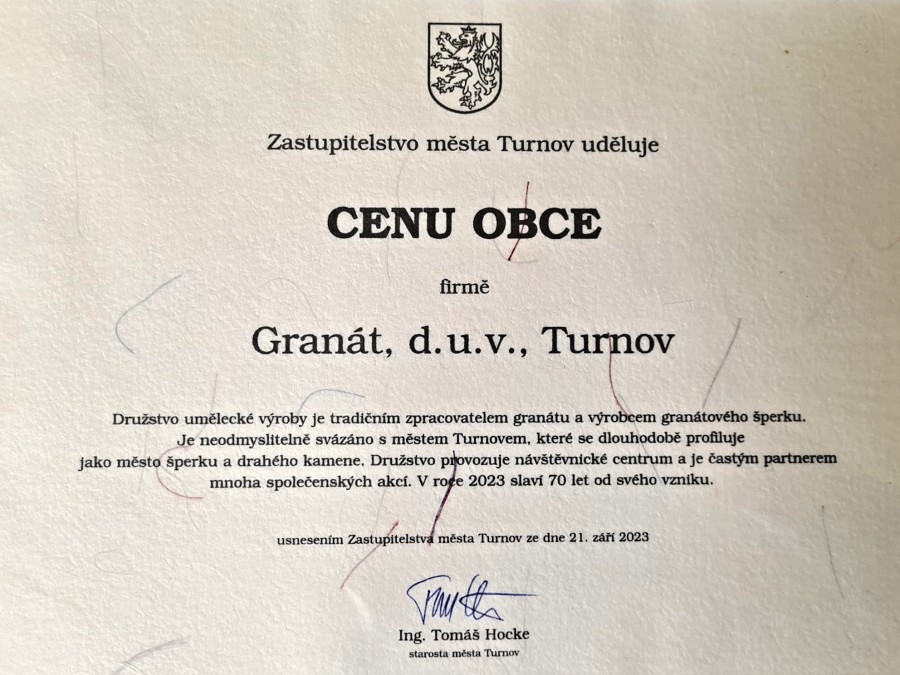 Zastupitelstvo města Turnov uděluje
CENU OBCE
firmě
Granát, d.u.v., Turnov
Družstvo umělecké výroby je tradičním zpracovatelem granátu a výrobcem granátového šperku.
Je neodmyslitelně svázáno s městem Turnovem, které se dlouhodobě profiluje
jako město šperku a drahého kamene. Družstvo provozuje návštěvnické centrum a je častým partnerem
mnoha společenských akcí. V roce 2023 slaví 70 let od svého vzniku.
usnesením Zastupitelstva města Turnov ze dne 21. září 2023
Ing. Tomáš Hocke
starosta města Turnov